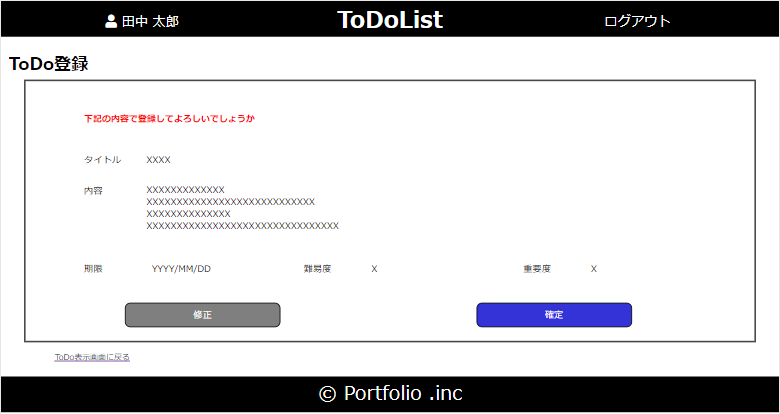 田中 太郎 ToDoList ログアウト
ToDo登録
下記の内容で登録してよろしいでしょうか
タイトル XXXX
内容 XXXXXXXXXXXXX
XXXXXXXXXXXXXXXXXXXXXXXXXXXX
XXXXXXXXXXXXXX
XXXXXXXXXXXXXXXXXXXXXXXXXXXXXXXX
期限 YYYY/MM/DD 難易度 X 重要度 X
修正 確定
ToDo表示画面に戻る
© Portfolio .inc